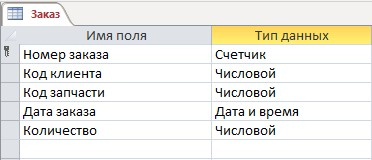 Заказ
Имя поля Тип данных
Номер заказа Счетчик
Код клиента Числовой
Код запчасти Числовой
Дата заказа Дата и время
Количество Числовой